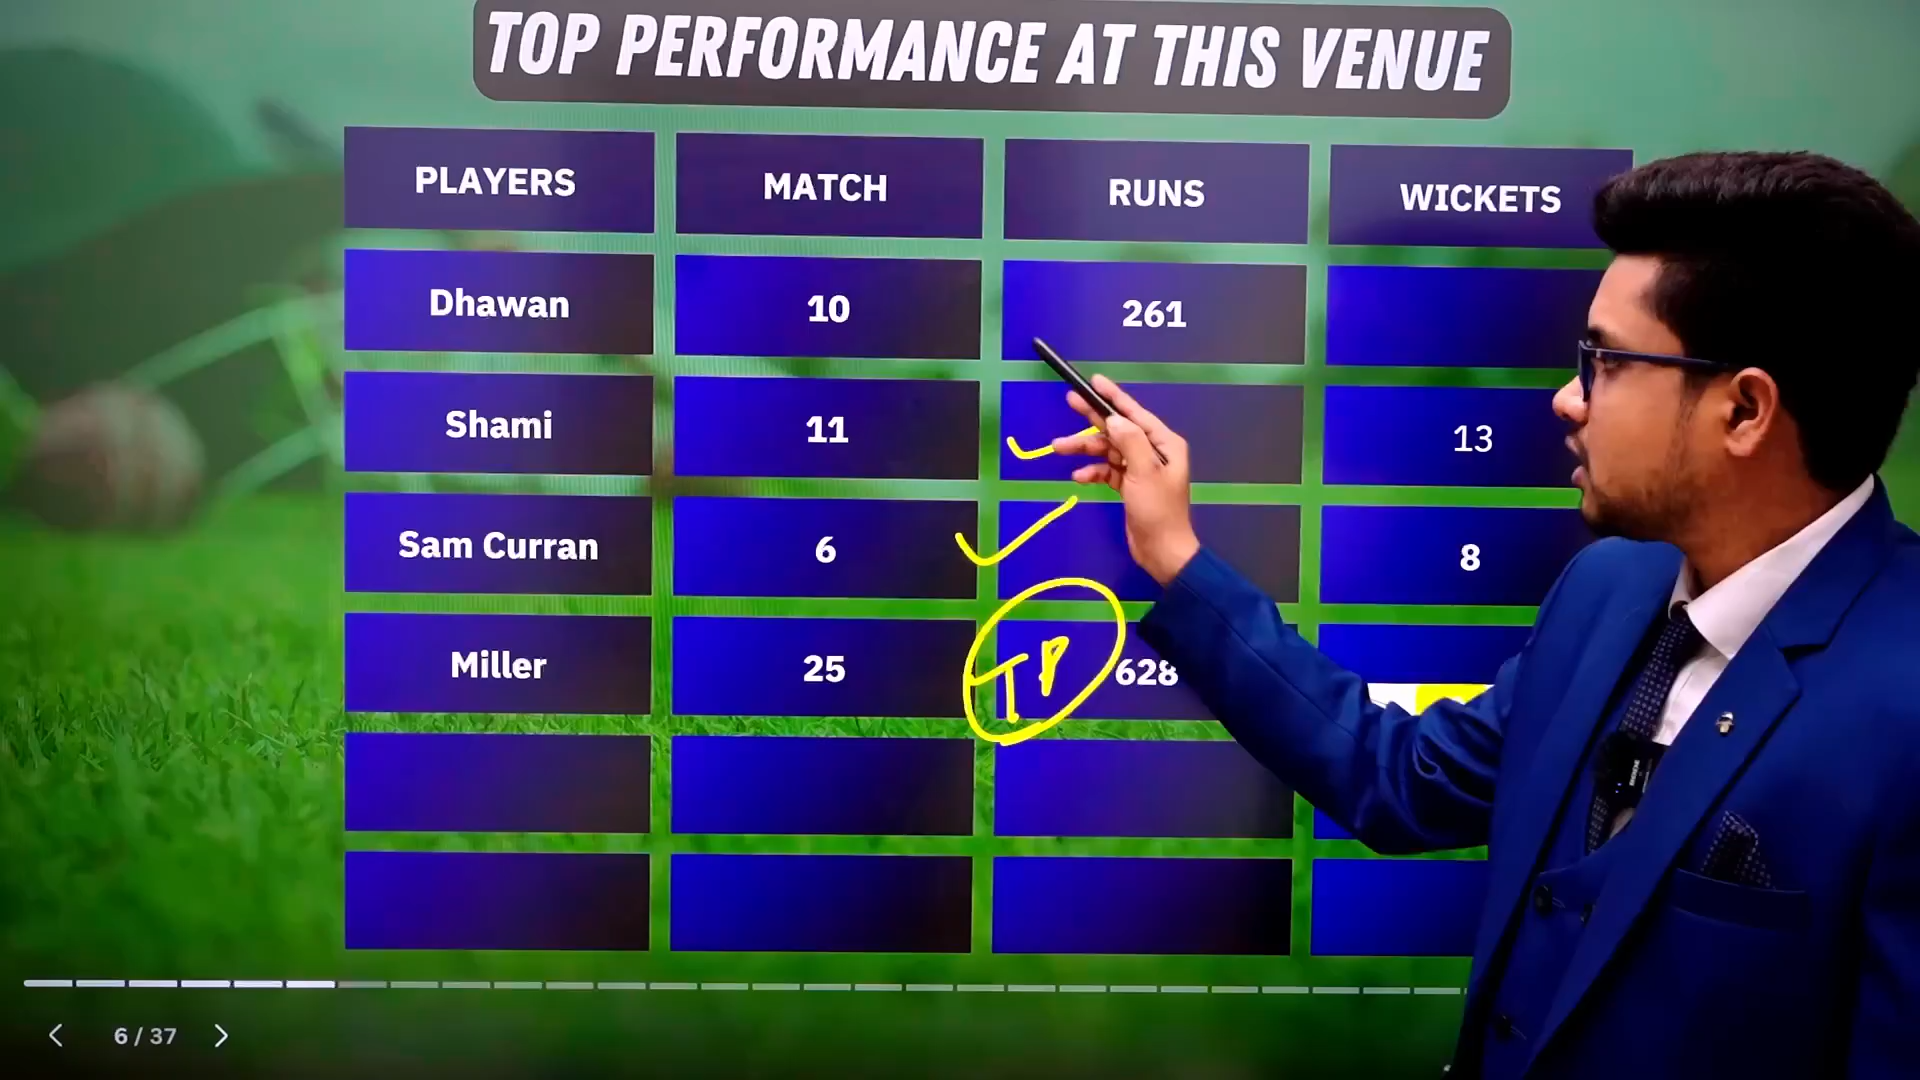 TOP PERFORMANCE AT THIS VENUE
PLAYERS MATCH RUNS WICKETS
Dhawan 10 261
Shami 11 13
Sam Curran 6 8
Miller 25 TP 628
6 / 37